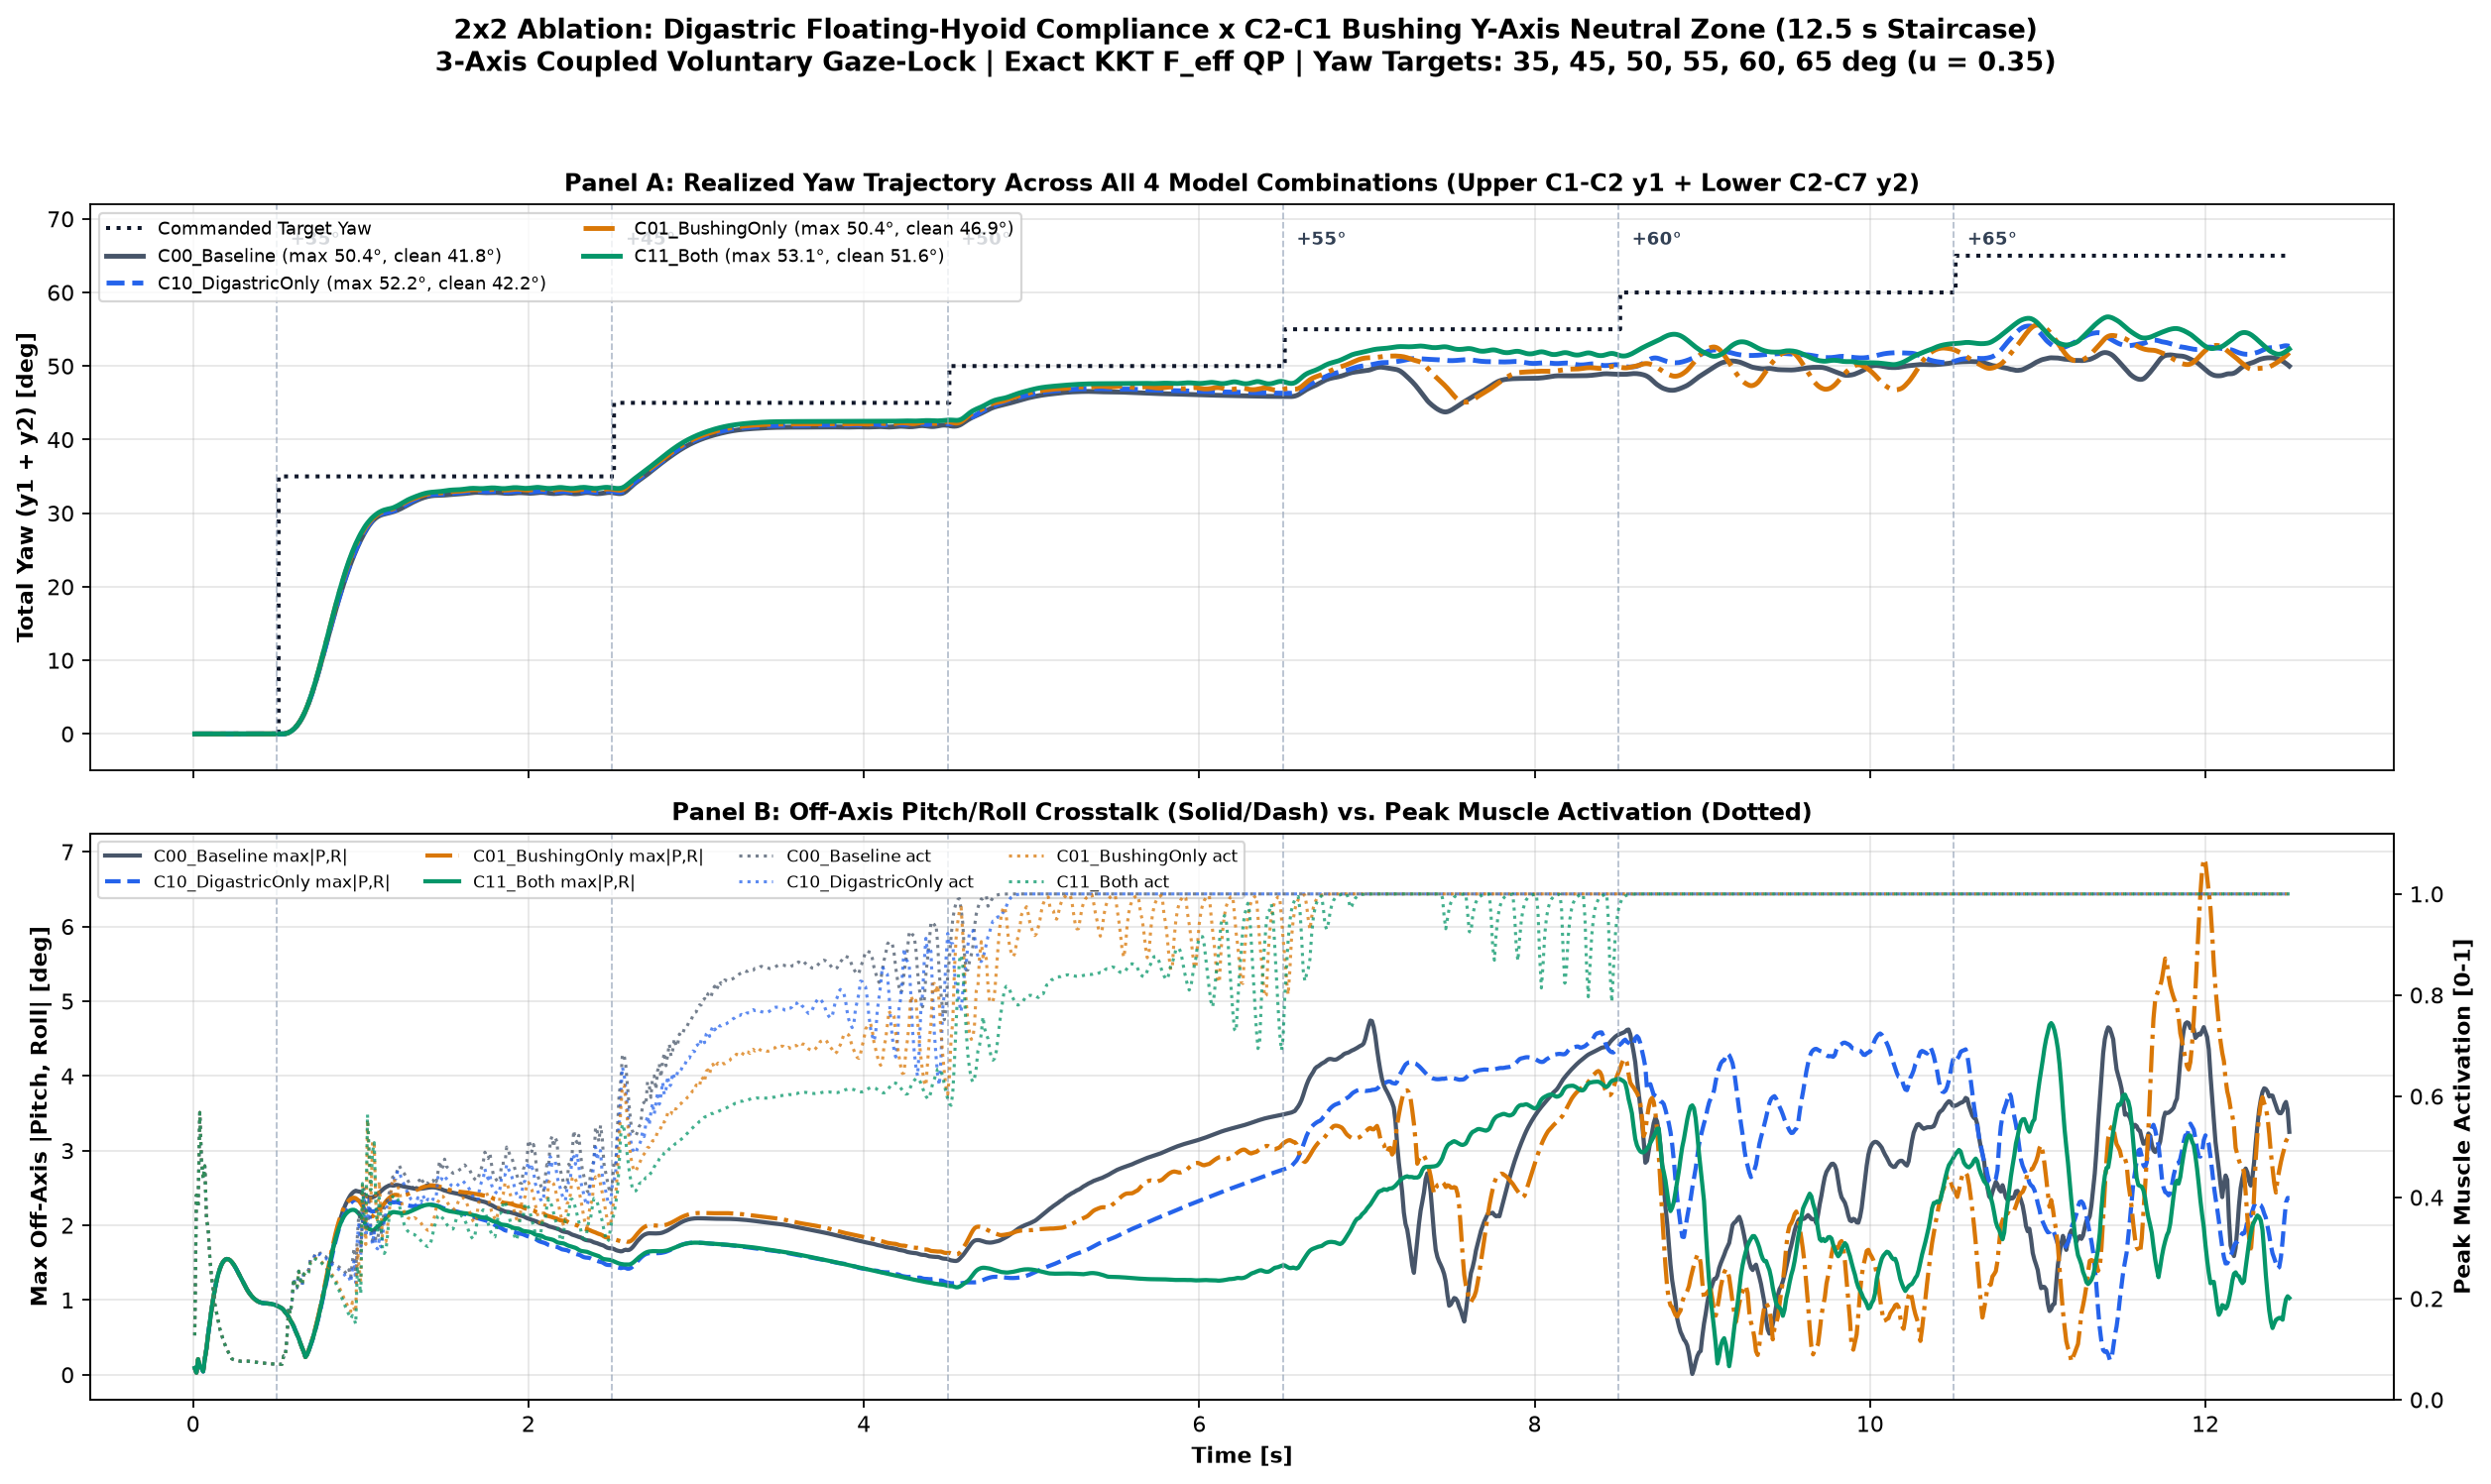 2x2 Ablation: Digastric Floating-Hyoid Compliance x C2-C1 Bushing Y-Axis Neutral Zone (12.5 s Staircase)
3-Axis Coupled Voluntary Gaze-Lock | Exact KKT F_eff QP | Yaw Targets: 35, 45, 50, 55, 60, 65 deg (u = 0.35)
Panel A: Realized Yaw Trajectory Across All 4 Model Combinations (Upper C1-C2 y1 + Lower C2-C7 y2)
Total Yaw (y1 + y2) [deg]
70
60
50
40
30
20
10
0
Commanded Target Yaw
C00_Baseline (max 50.4°, clean 41.8°)
C10_DigastricOnly (max 52.2°, clean 42.2°)
C01_BushingOnly (max 50.4°, clean 46.9°)
C11_Both (max 53.1°, clean 51.6°)
+35°
+45°
+50°
+55°
+60°
+65°
Panel B: Off-Axis Pitch/Roll Crosstalk (Solid/Dash) vs. Peak Muscle Activation (Dotted)
Max Off-Axis |Pitch, Roll| [deg]
7
6
5
4
3
2
1
0
C00_Baseline max|P,R|
C10_DigastricOnly max|P,R|
C01_BushingOnly max|P,R|
C11_Both max|P,R|
C00_Baseline act
C10_DigastricOnly act
C01_BushingOnly act
C11_Both act
1.0
0.8
0.6
0.4
0.2
0.0
Peak Muscle Activation [0-1]
0
2
4
6
8
10
12
Time [s]